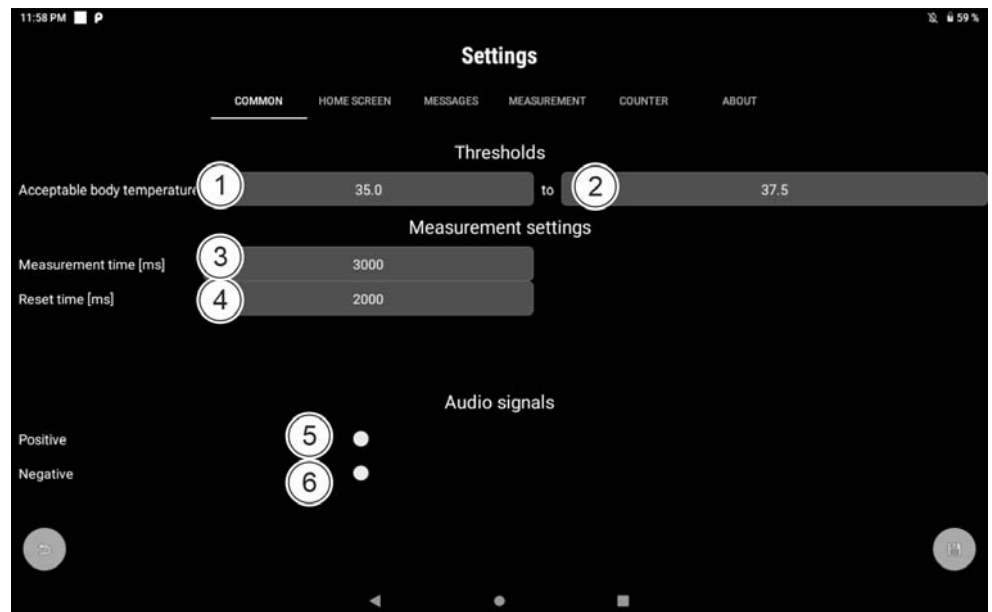 11:58 PM 59 %
Settings
COMMON HOME SCREEN MESSAGES MEASUREMENT COUNTER ABOUT
Thresholds
Acceptable body temperature 1 35.0 to 2 37.5
Measurement settings
Measurement time [ms] 3 3000
Reset time [ms] 4 2000
Audio signals
Positive 5
Negative 6